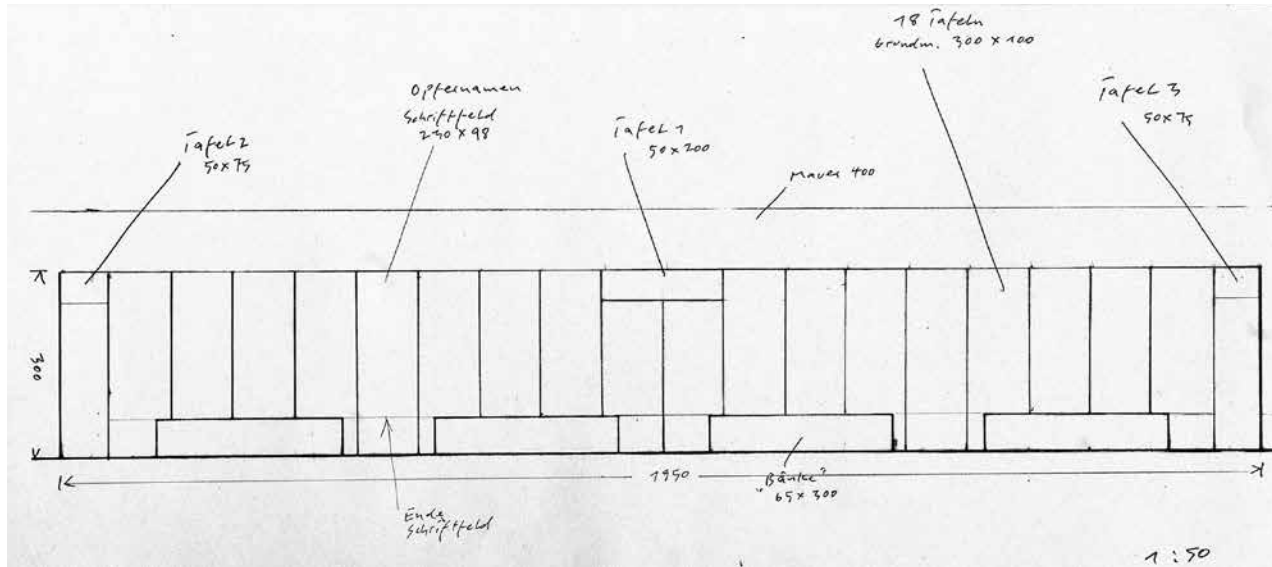 18 Tafeln
Grundm. 300 x 100
Opfernamen
Schriftfeld
230 x 98
Tafel 3
50 x 75
Tafel 2
50 x 75
Tafel 1
50 x 200
Mauer 400
300
1950
"Bänke"
65 x 300
Ende
Schriftfeld
1 : 50